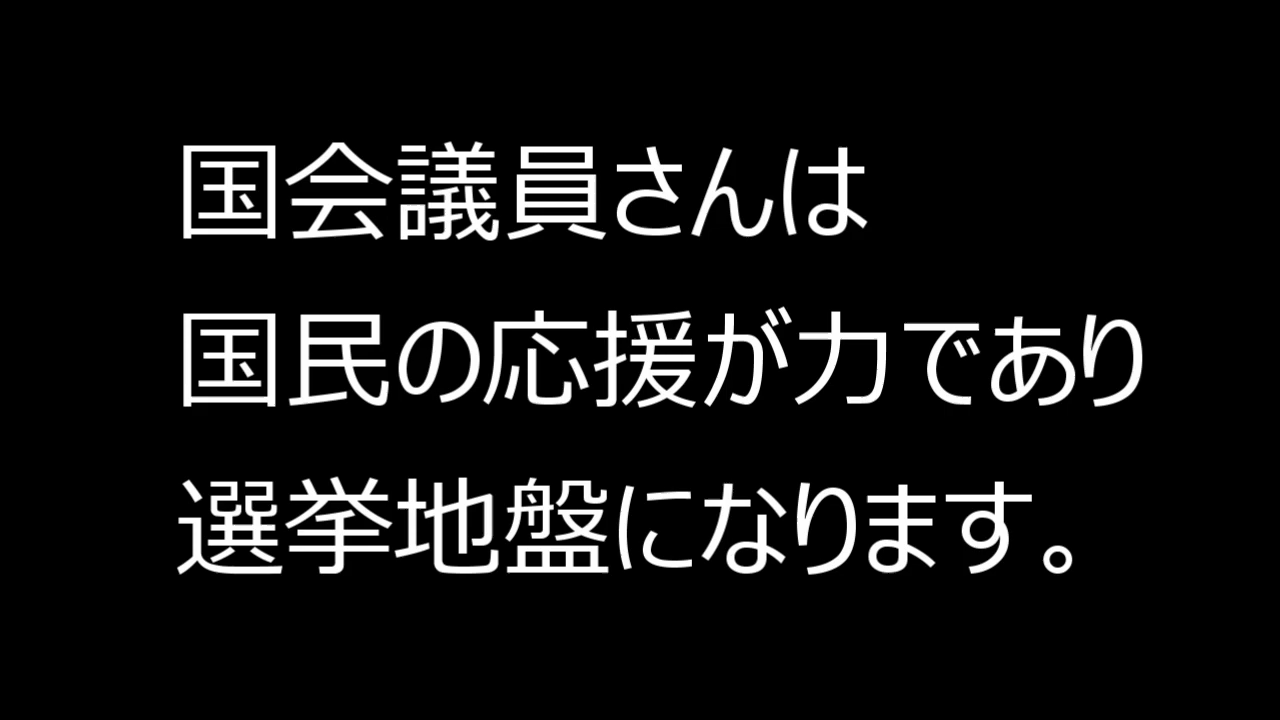 国会議員さんは
国民の応援が力であり
選挙地盤になります。